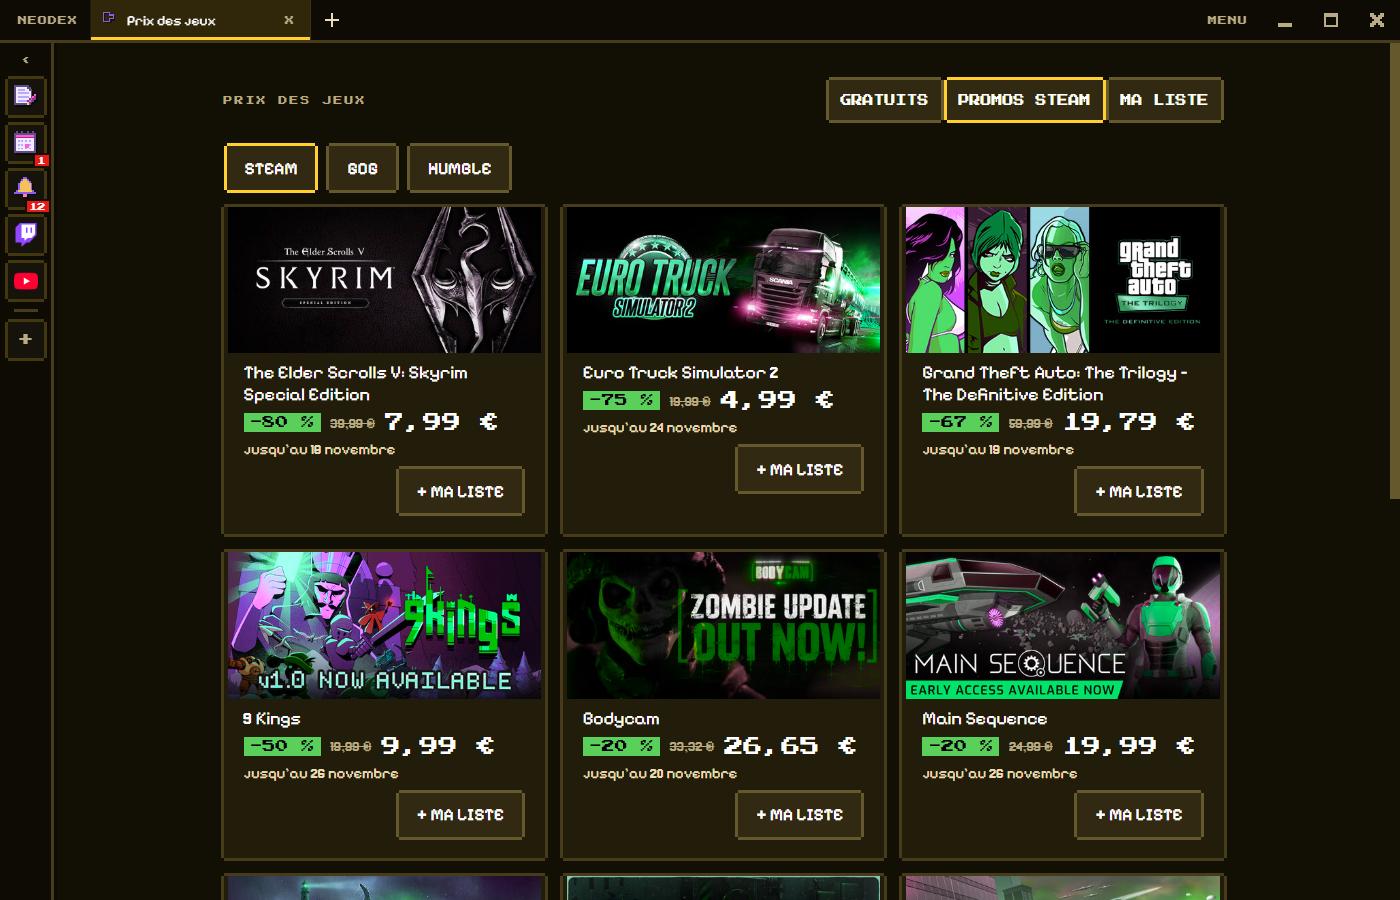 NEODEX
Prix des jeux
MENU
PRIX DES JEUX
GRATUITS
PROMOS STEAM
MA LISTE
1
12
STEAM
GOG
HUMBLE
The Elder Scrolls V
SKYRIM
SPECIAL EDITION
EURO TRUCK
SIMULATOR 2
SCANIA
grand
theft
auto
THE TRILOGY
THE DEFINITIVE EDITION
The Elder Scrolls V: Skyrim
Special Edition
-80 % 39,99 € 7,99 €
Jusqu'au 19 novembre
+ MA LISTE
Euro Truck Simulator 2
-75 % 19,99 € 4,99 €
Jusqu'au 24 novembre
+ MA LISTE
Grand Theft Auto: The Trilogy -
The Definitive Edition
-67 % 59,99 € 19,79 €
Jusqu'au 19 novembre
+ MA LISTE
the
9kings
v1.0 NOW AVAILABLE
BODYCAM
ZOMBIE UPDATE
OUT NOW!
MAIN SEQUENCE
EARLY ACCESS AVAILABLE NOW
9 Kings
-50 % 19,99 € 9,99 €
Jusqu'au 26 novembre
+ MA LISTE
Bodycam
-20 % 33,32 € 26,65 €
Jusqu'au 20 novembre
+ MA LISTE
Main Sequence
-20 % 24,99 € 19,99 €
Jusqu'au 26 novembre
+ MA LISTE